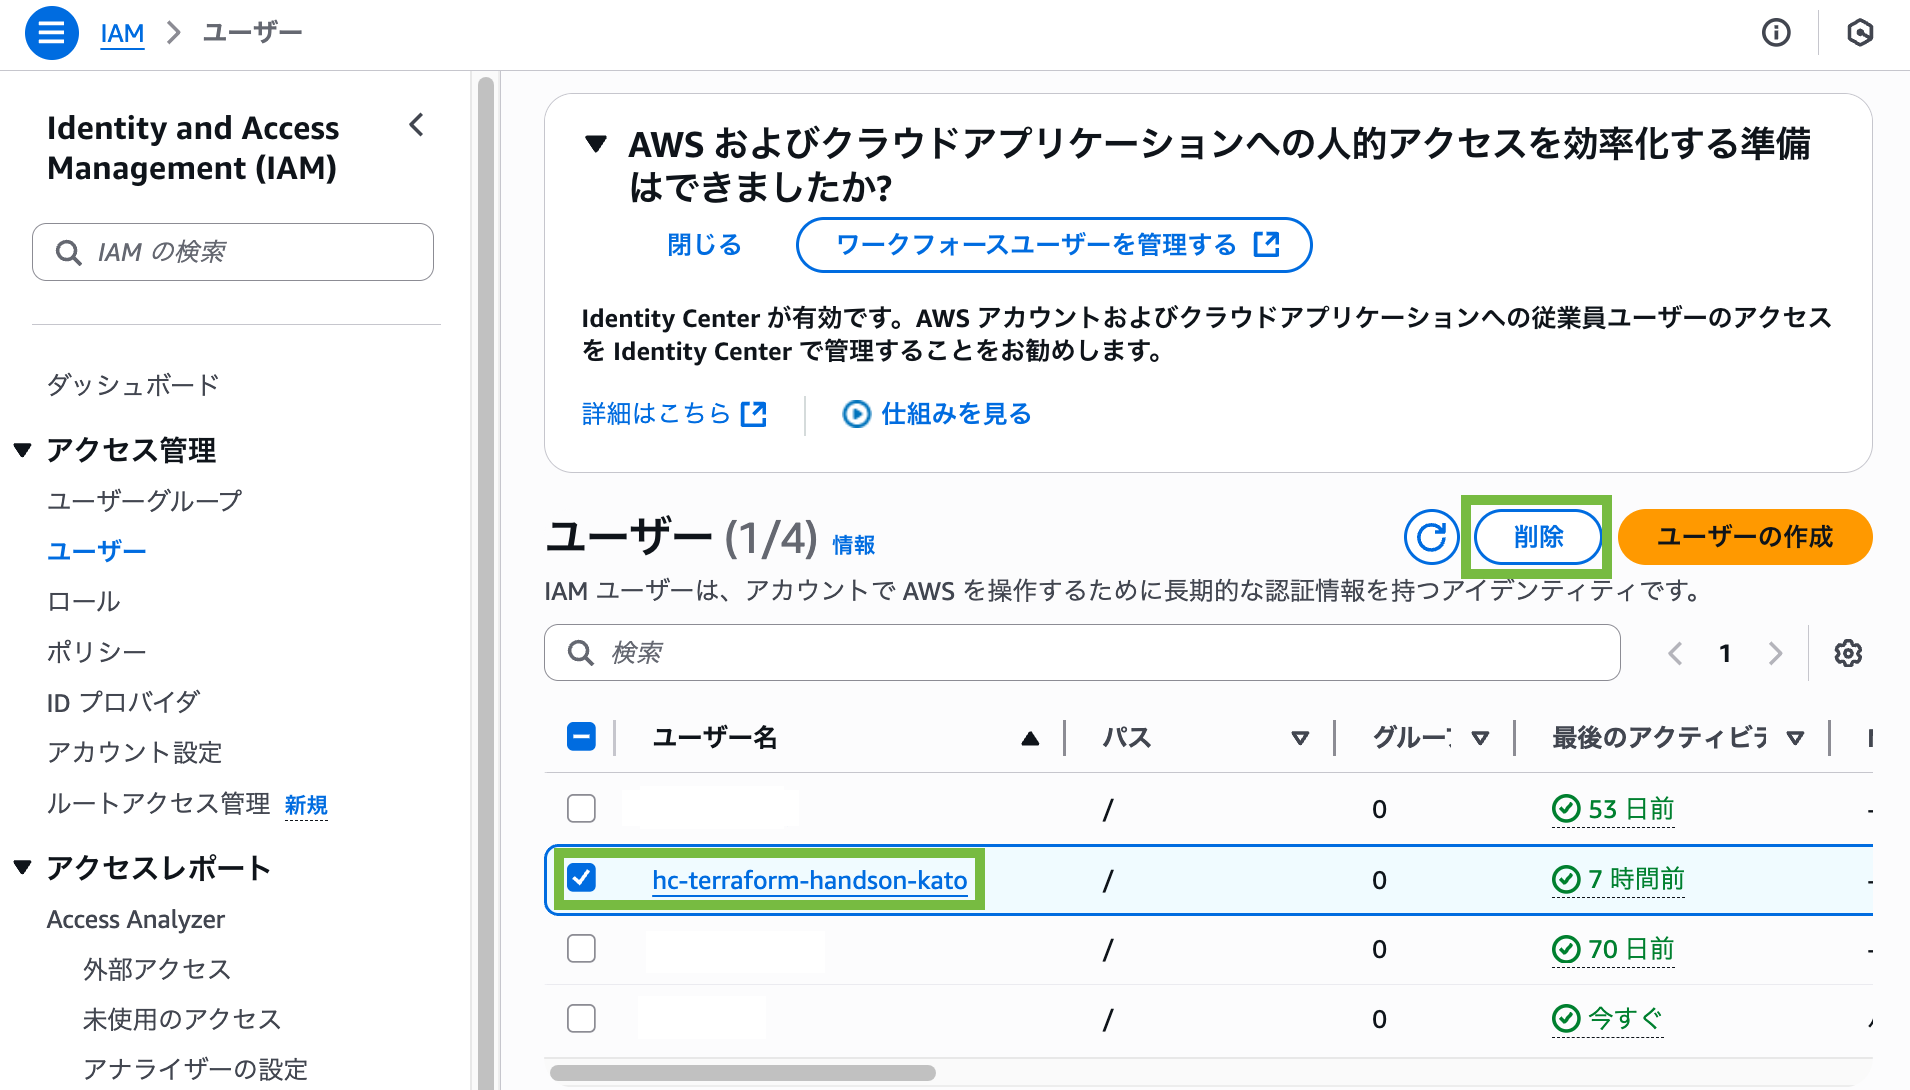 IAM > ユーザー
Identity and Access
Management (IAM)
IAM の検索
ダッシュボード
アクセス管理
ユーザーグループ
ユーザー
ロール
ポリシー
ID プロバイダ
アカウント設定
ルートアクセス管理 新規
アクセスレポート
Access Analyzer
外部アクセス
未使用のアクセス
アナライザーの設定
AWS およびクラウドアプリケーションへの人的アクセスを効率化する準備
はできましたか?
閉じる ワークフォースユーザーを管理する
Identity Center が有効です。AWS アカウントおよびクラウドアプリケーションへの従業員ユーザーのアクセス
を Identity Center で管理することをお勧めします。
詳細はこちら 仕組みを見る
ユーザー (1/4) 情報 削除 ユーザーの作成
IAM ユーザーは、アカウントで AWS を操作するために長期的な認証情報を持つアイデンティティです。
検索 1
ユーザー名 パス グルー 最後のアクティビテ
/ 0 53 日前
hc-terraform-handson-kato / 0 7 時間前
/ 0 70 日前
/ 0 今すぐ